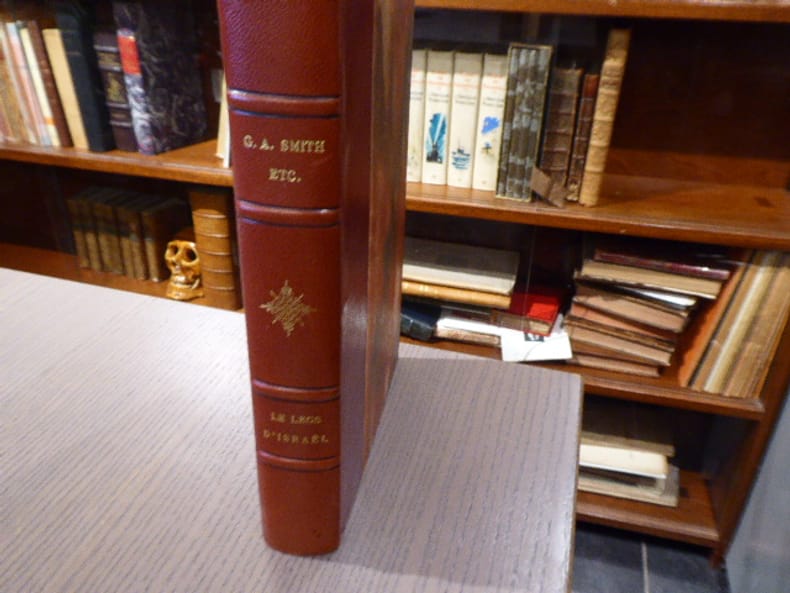 G. A. SMITH
ETC.
LE LEGS
D'ISRAËL